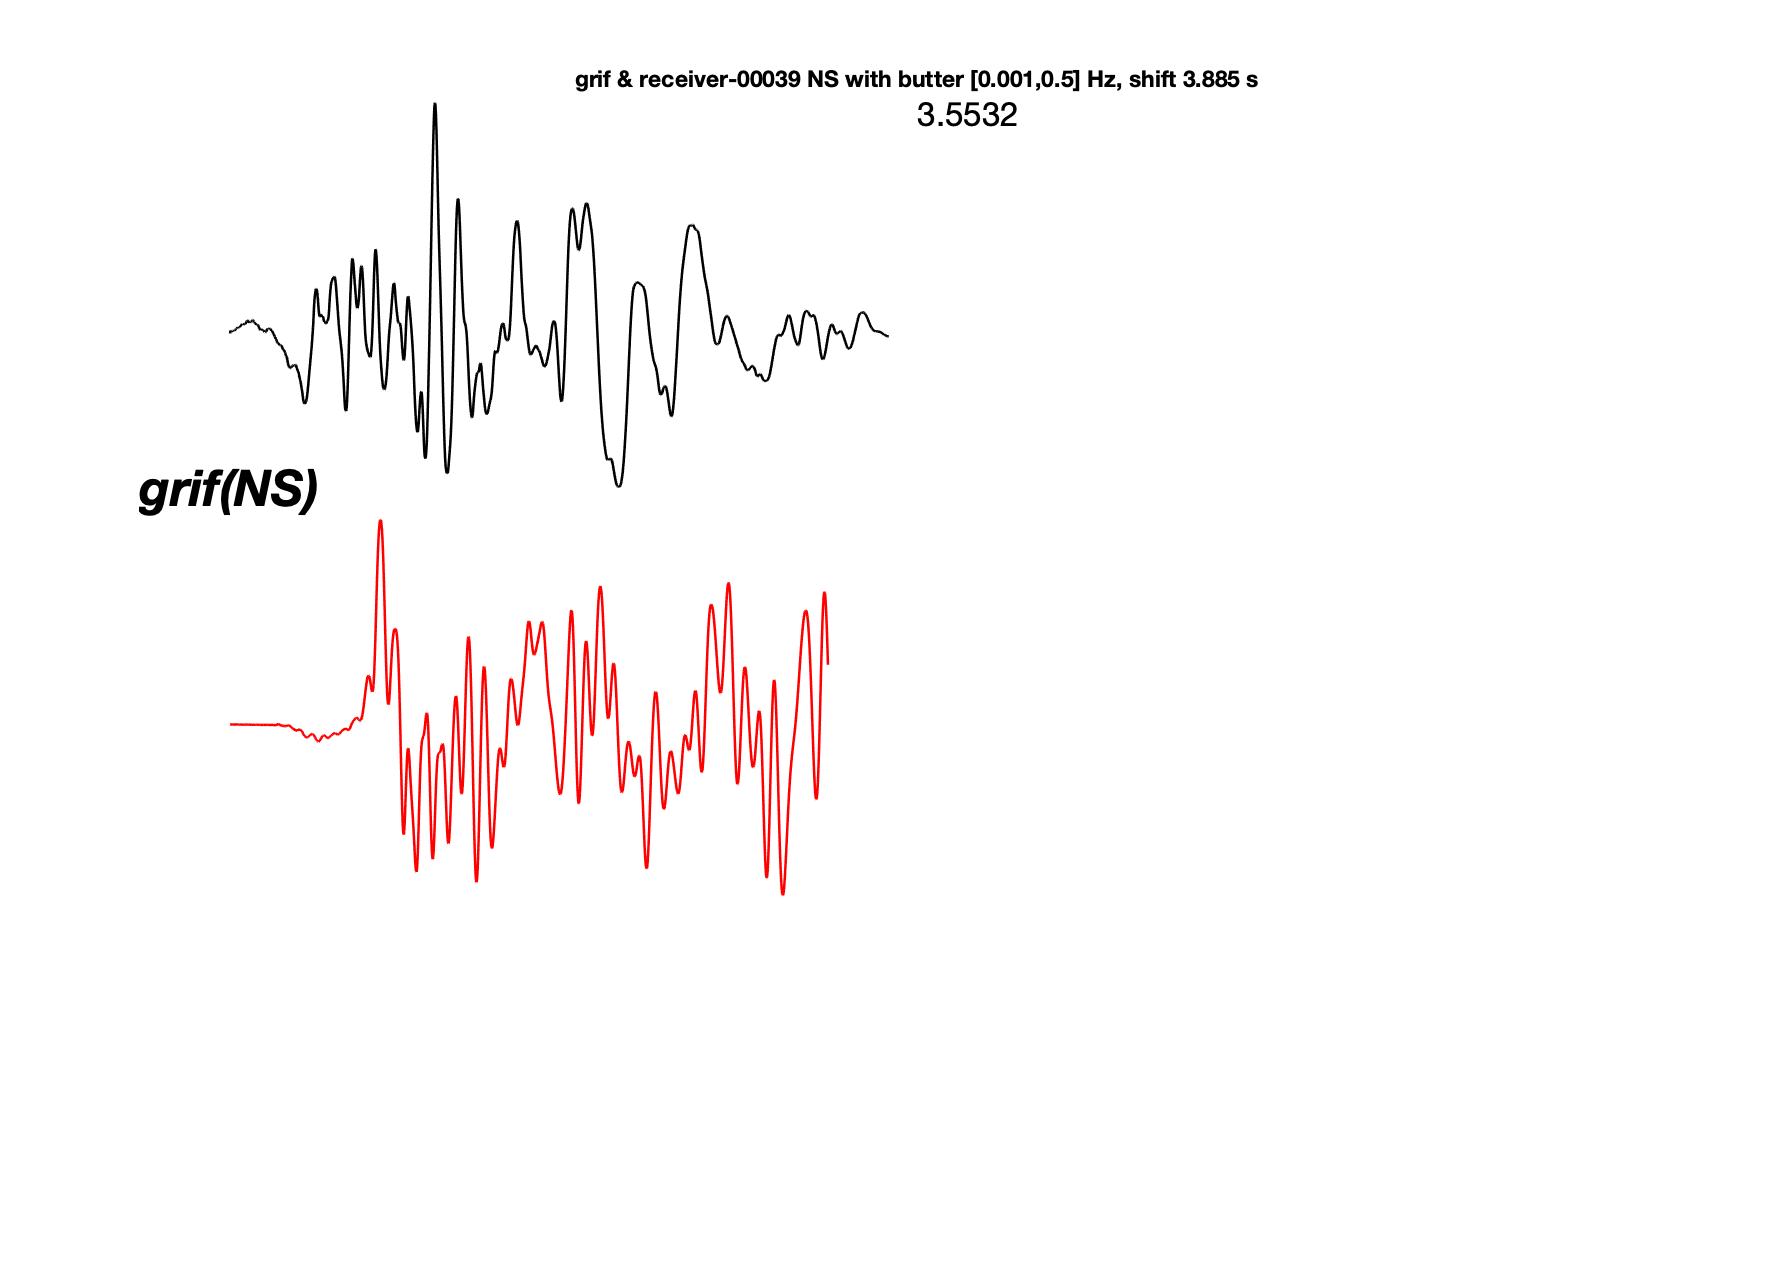 grif & receiver-00039 NS with butter [0.001,0.5] Hz, shift 3.885 s
3.5532
grif(NS)